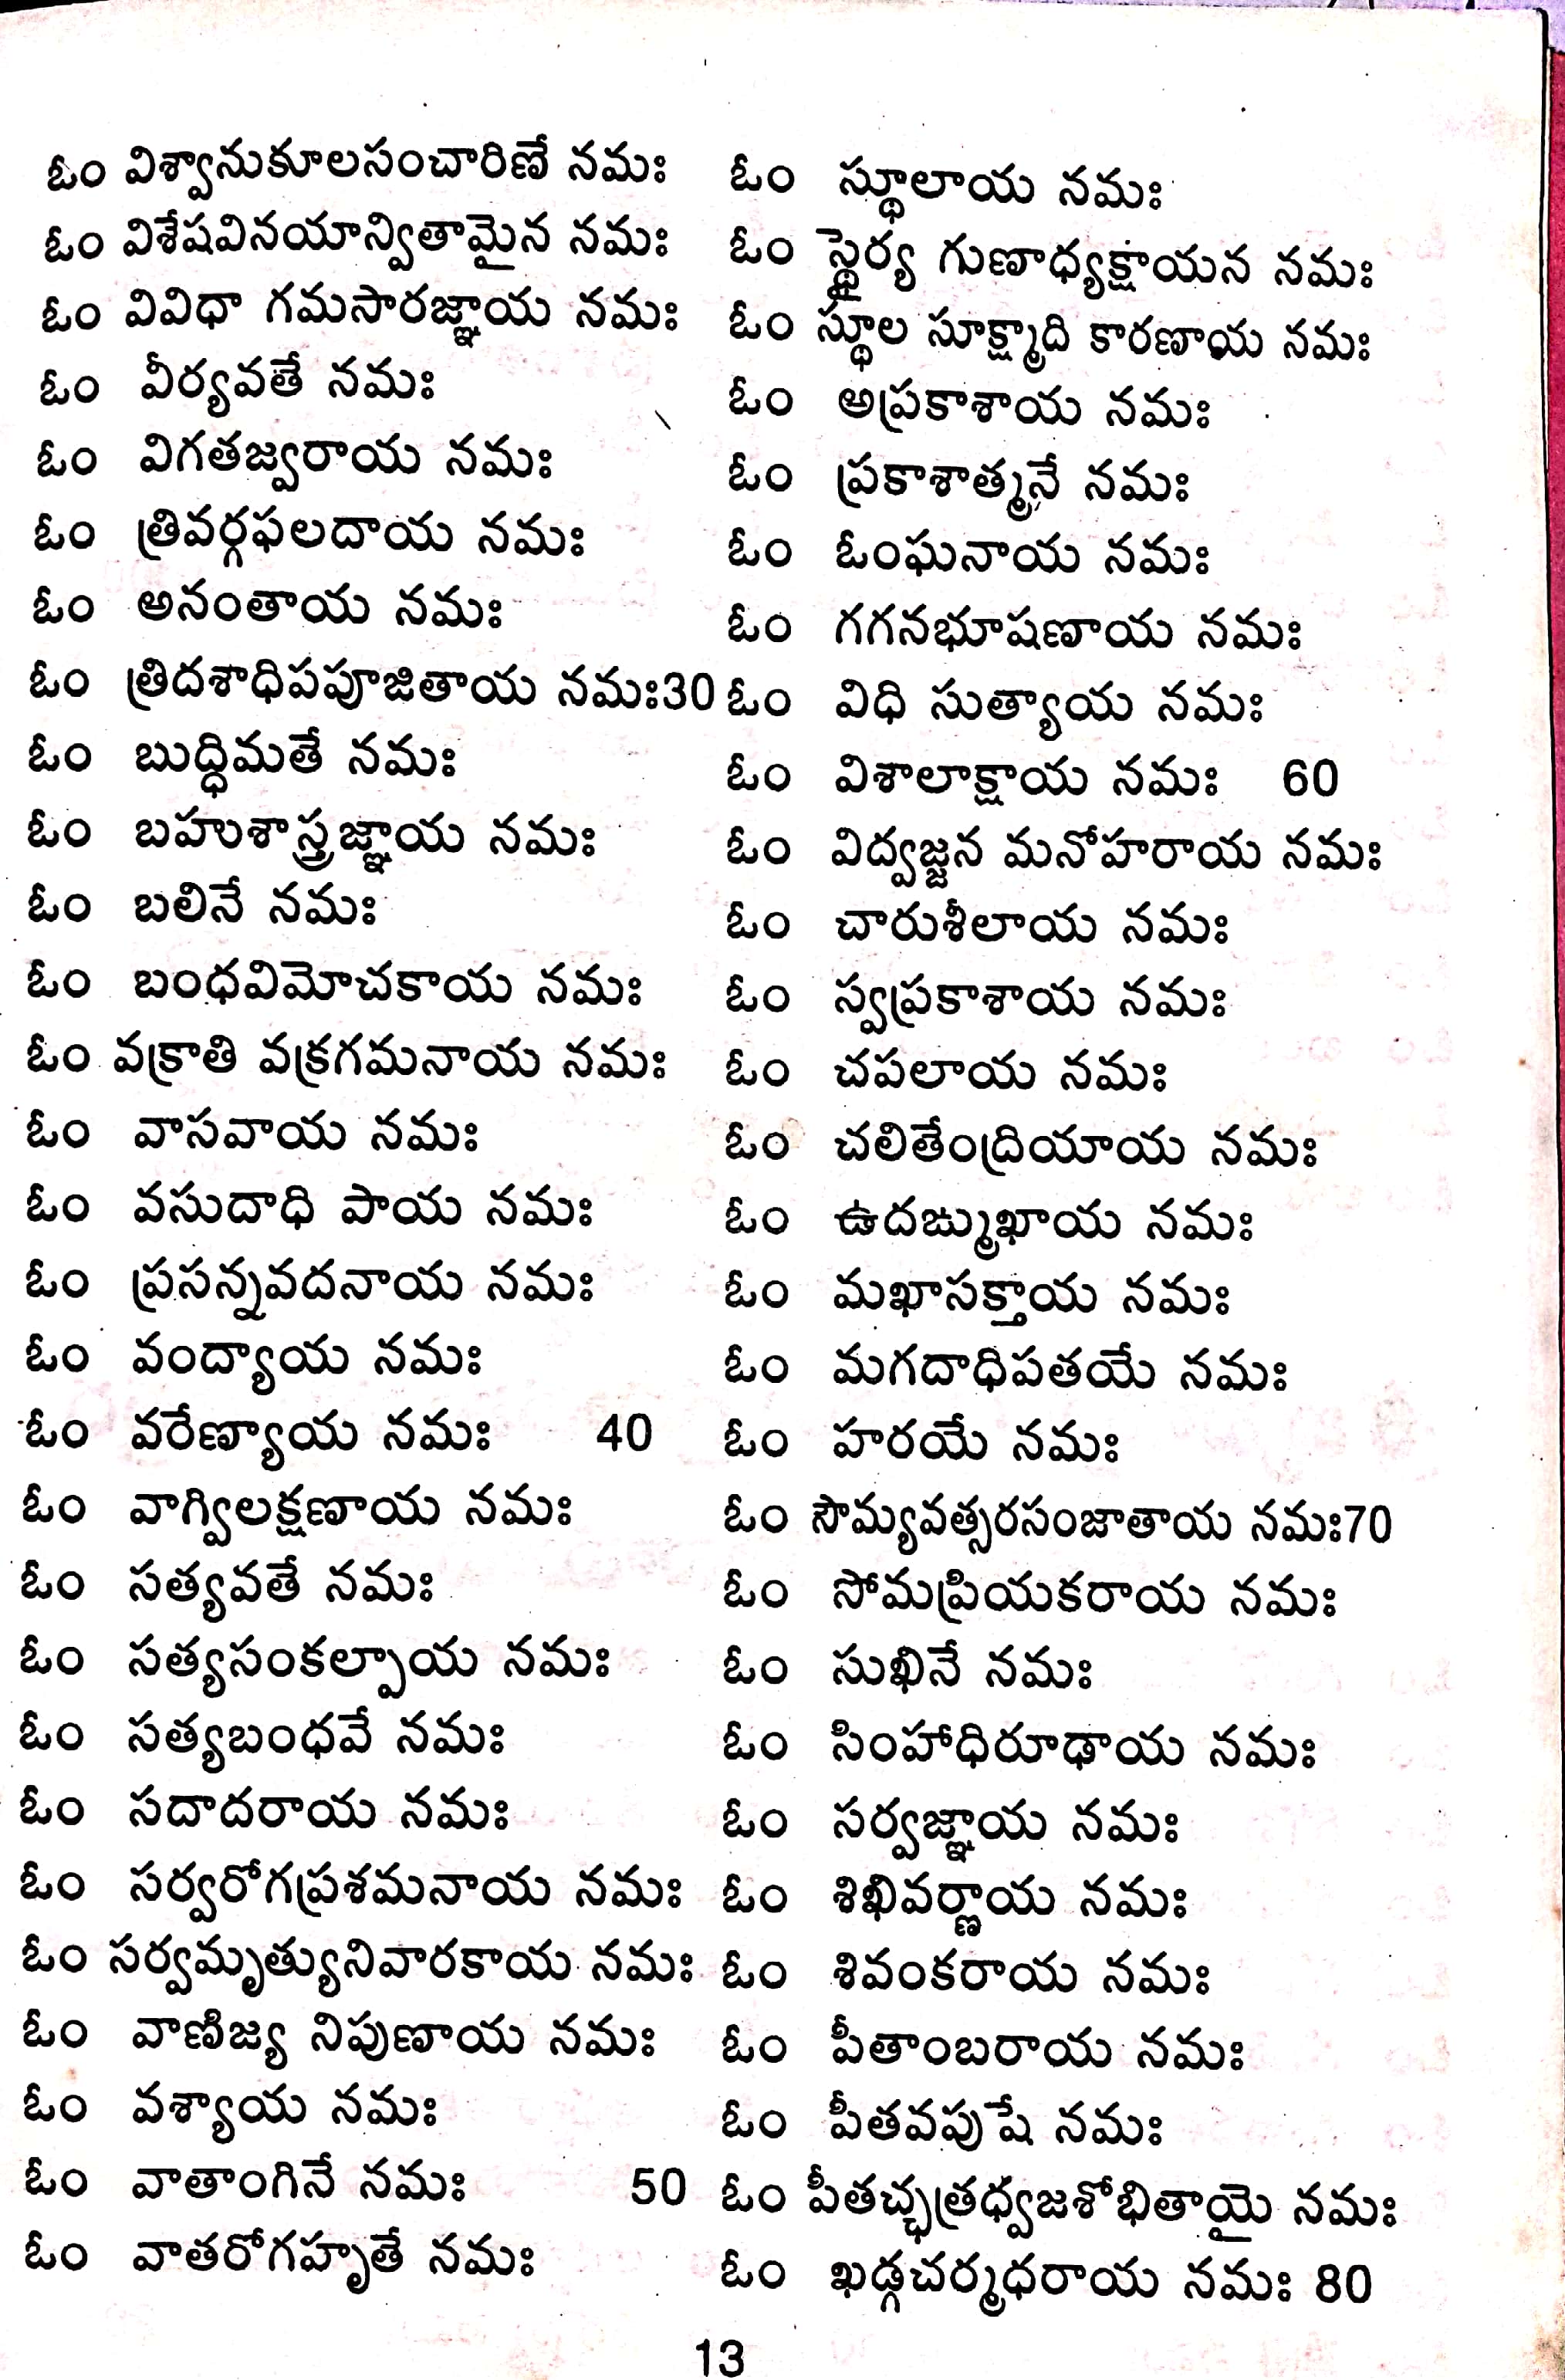 ఓం విశ్వానుకూలసంచారిణే నమః
ఓం విశేషవినయాన్వితామైన నమః
ఓం వివిధా గమసారజ్ఞాయ నమః
ఓం వీర్యవతే నమః
ఓం విగతజ్వరాయ నమః
ఓం త్రివర్గఫలదాయ నమః
ఓం అనంతాయ నమః
ఓం త్రిదశాధిపపూజితాయ నమః30
ఓం బుద్ధిమతే నమః
ఓం బహుశాస్త్రజ్ఞాయ నమః
ఓం బలినే నమః
ఓం బంధవిమోచకాయ నమః
ఓం వక్రాతి వక్రగమనాయ నమః
ఓం వాసవాయ నమః
ఓం వసుదాధి పాయ నమః
ఓం ప్రసన్నవదనాయ నమః
ఓం వంద్యాయ నమః
ఓం వరేణ్యాయ నమః 40
ఓం వాగ్విలక్షణాయ నమః
ఓం సత్యవతే నమః
ఓం సత్యసంకల్పాయ నమః
ఓం సత్యబంధవే నమః
ఓం సదాదరాయ నమః
ఓం సర్వరోగప్రశమనాయ నమః
ఓం సర్వమృత్యునివారకాయ నమః
ఓం వాణిజ్య నిపుణాయ నమః
ఓం వశ్యాయ నమః
ఓం వాతాంగినే నమః 50
ఓం వాతరోగహృతే నమః
ఓం స్థూలాయ నమః
ఓం స్థైర్య గుణాధ్యక్షాయన నమః
ఓం స్థూల సూక్ష్మాది కారణాయ నమః
ఓం అప్రకాశాయ నమః
ఓం ప్రకాశాత్మనే నమః
ఓం ఓంఘనాయ నమః
ఓం గగనభూషణాయ నమః
ఓం విధి సుత్యాయ నమః
ఓం విశాలాక్షాయ నమః 60
ఓం విద్వజ్జన మనోహరాయ నమః
ఓం చారుశీలాయ నమః
ఓం స్వప్రకాశాయ నమః
ఓం చపలాయ నమః
ఓం చలితేంద్రియాయ నమః
ఓం ఉదఙ్ముఖాయ నమః
ఓం మఖాసక్తాయ నమః
ఓం మగదాధిపతయే నమః
ఓం హరయే నమః
ఓం సౌమ్యవత్సరసంజాతాయ నమః70
ఓం సోమప్రియకరాయ నమః
ఓం సుఖినే నమః
ఓం సింహాధిరూఢాయ నమః
ఓం సర్వజ్ఞాయ నమః
ఓం శిఖివర్ణాయ నమః
ఓం శివంకరాయ నమః
ఓం పీతాంబరాయ నమః
ఓం పీతవపుషే నమః
ఓం పీతచ్ఛత్రధ్వజశోభితాయై నమః
ఓం ఖడ్గచర్మధరాయ నమః 80
13